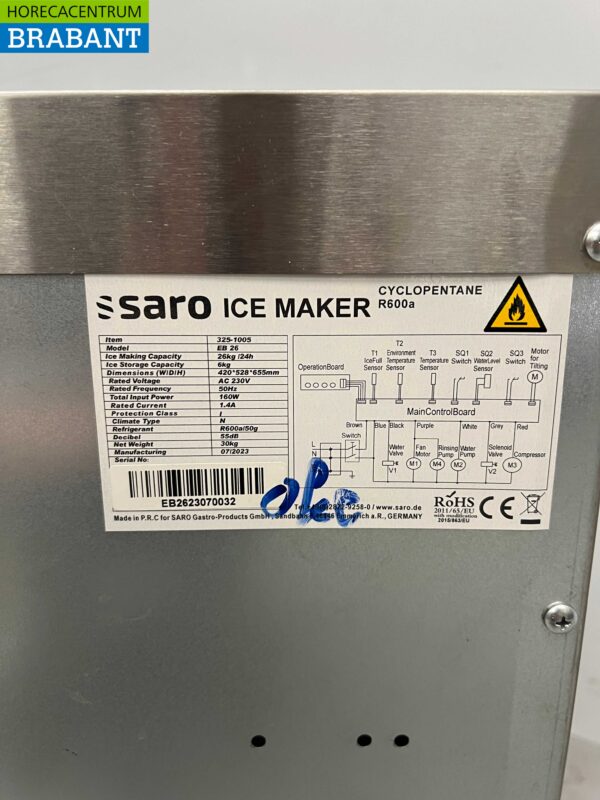 HORECACENTRUM
BRABANT
saro ICE MAKER
CYCLOPENTANE
R600a
Item 325-1005
Model EB 26
Ice Making Capacity 26kg /24h
Ice Storage Capacity 6kg
Dimensions (W/D/H) 420*528*655mm
Rated Voltage AC 230V
Rated Frequency 50Hz
Total Input Power 160W
Rated Current 1.4A
Protection Class I
Climate Type N
Refrigerant R600a/50g
Decibel 55dB
Net Weight 30kg
Manufacturing 07/2023
Serial No:
EB2623070032
T1 IceFull Sensor
T2 Environment Temperature Sensor
T3 Temperature Sensor
SQ1 Switch
SQ2 WaterLevel Sensor
SQ3 Switch
Motor for Tilting
M
OperationBoard
MainControlBoard
Brown Blue Black Purple White Grey Red
L
N
Switch
Water Valve V1
Fan Motor M1
Rinsing Pump M4
Water Pump M2
Solenoid Valve V2
Compressor M3
/ www.saro.de
Made in P.R.C for SARO Gastro-Products GmbH, a.R., GERMANY
RoHS
2011/65/EU
with modification
2015/863/EU
CE